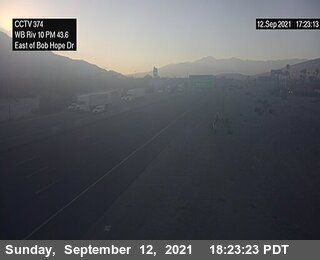 CCTV 374
WB Riv 10 PM 43.6
East of Bob Hope Dr
12.Sep 2021 17:23:13
Sunday, September 12, 2021 18:23:23 PDT